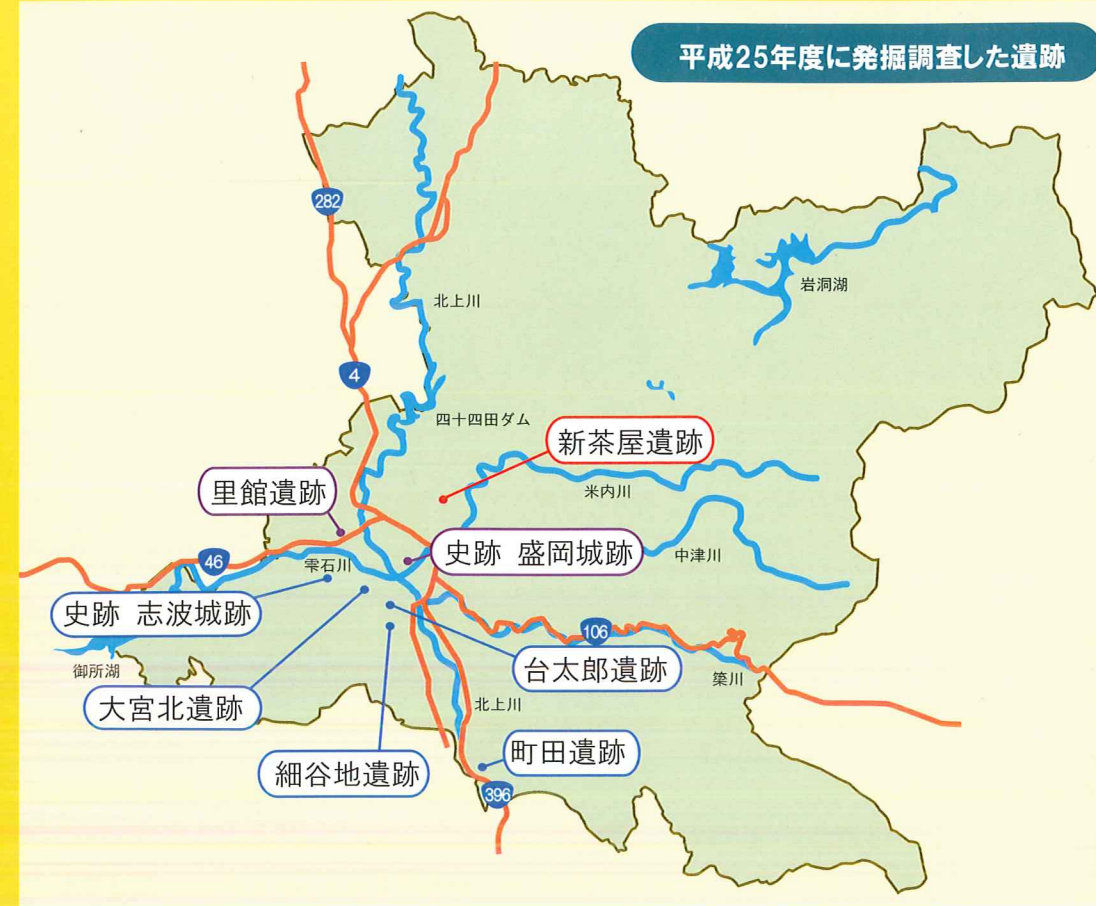 平成25年度に発掘調査した遺跡
282
岩洞湖
北上川
4
四十四田ダム
新茶屋遺跡
里館遺跡
米内川
史跡 盛岡城跡
中津川
46
雫石川
史跡 志波城跡
106
御所湖
台太郎遺跡
簗川
大宮北遺跡
北上川
町田遺跡
細谷地遺跡
396